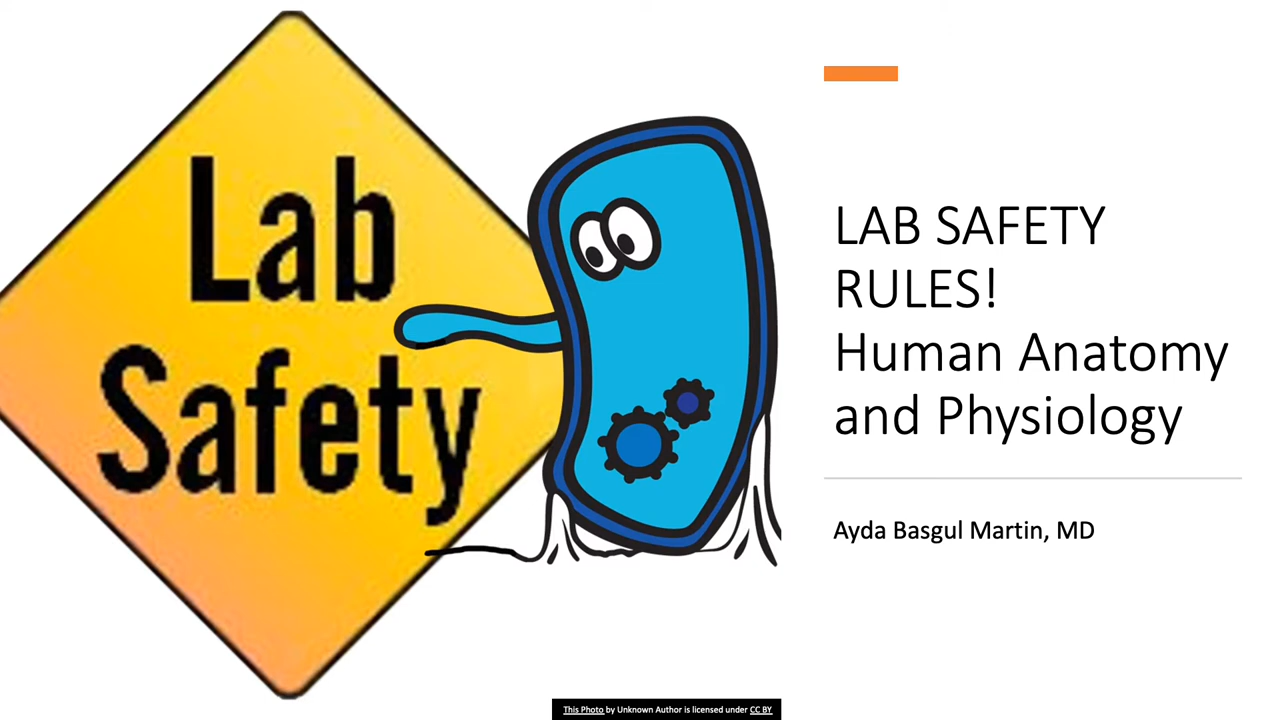 Lab
Safety
LAB SAFETY
RULES!
Human Anatomy
and Physiology
Ayda Basgul Martin, MD
This Photo by Unknown Author is licensed under CC BY